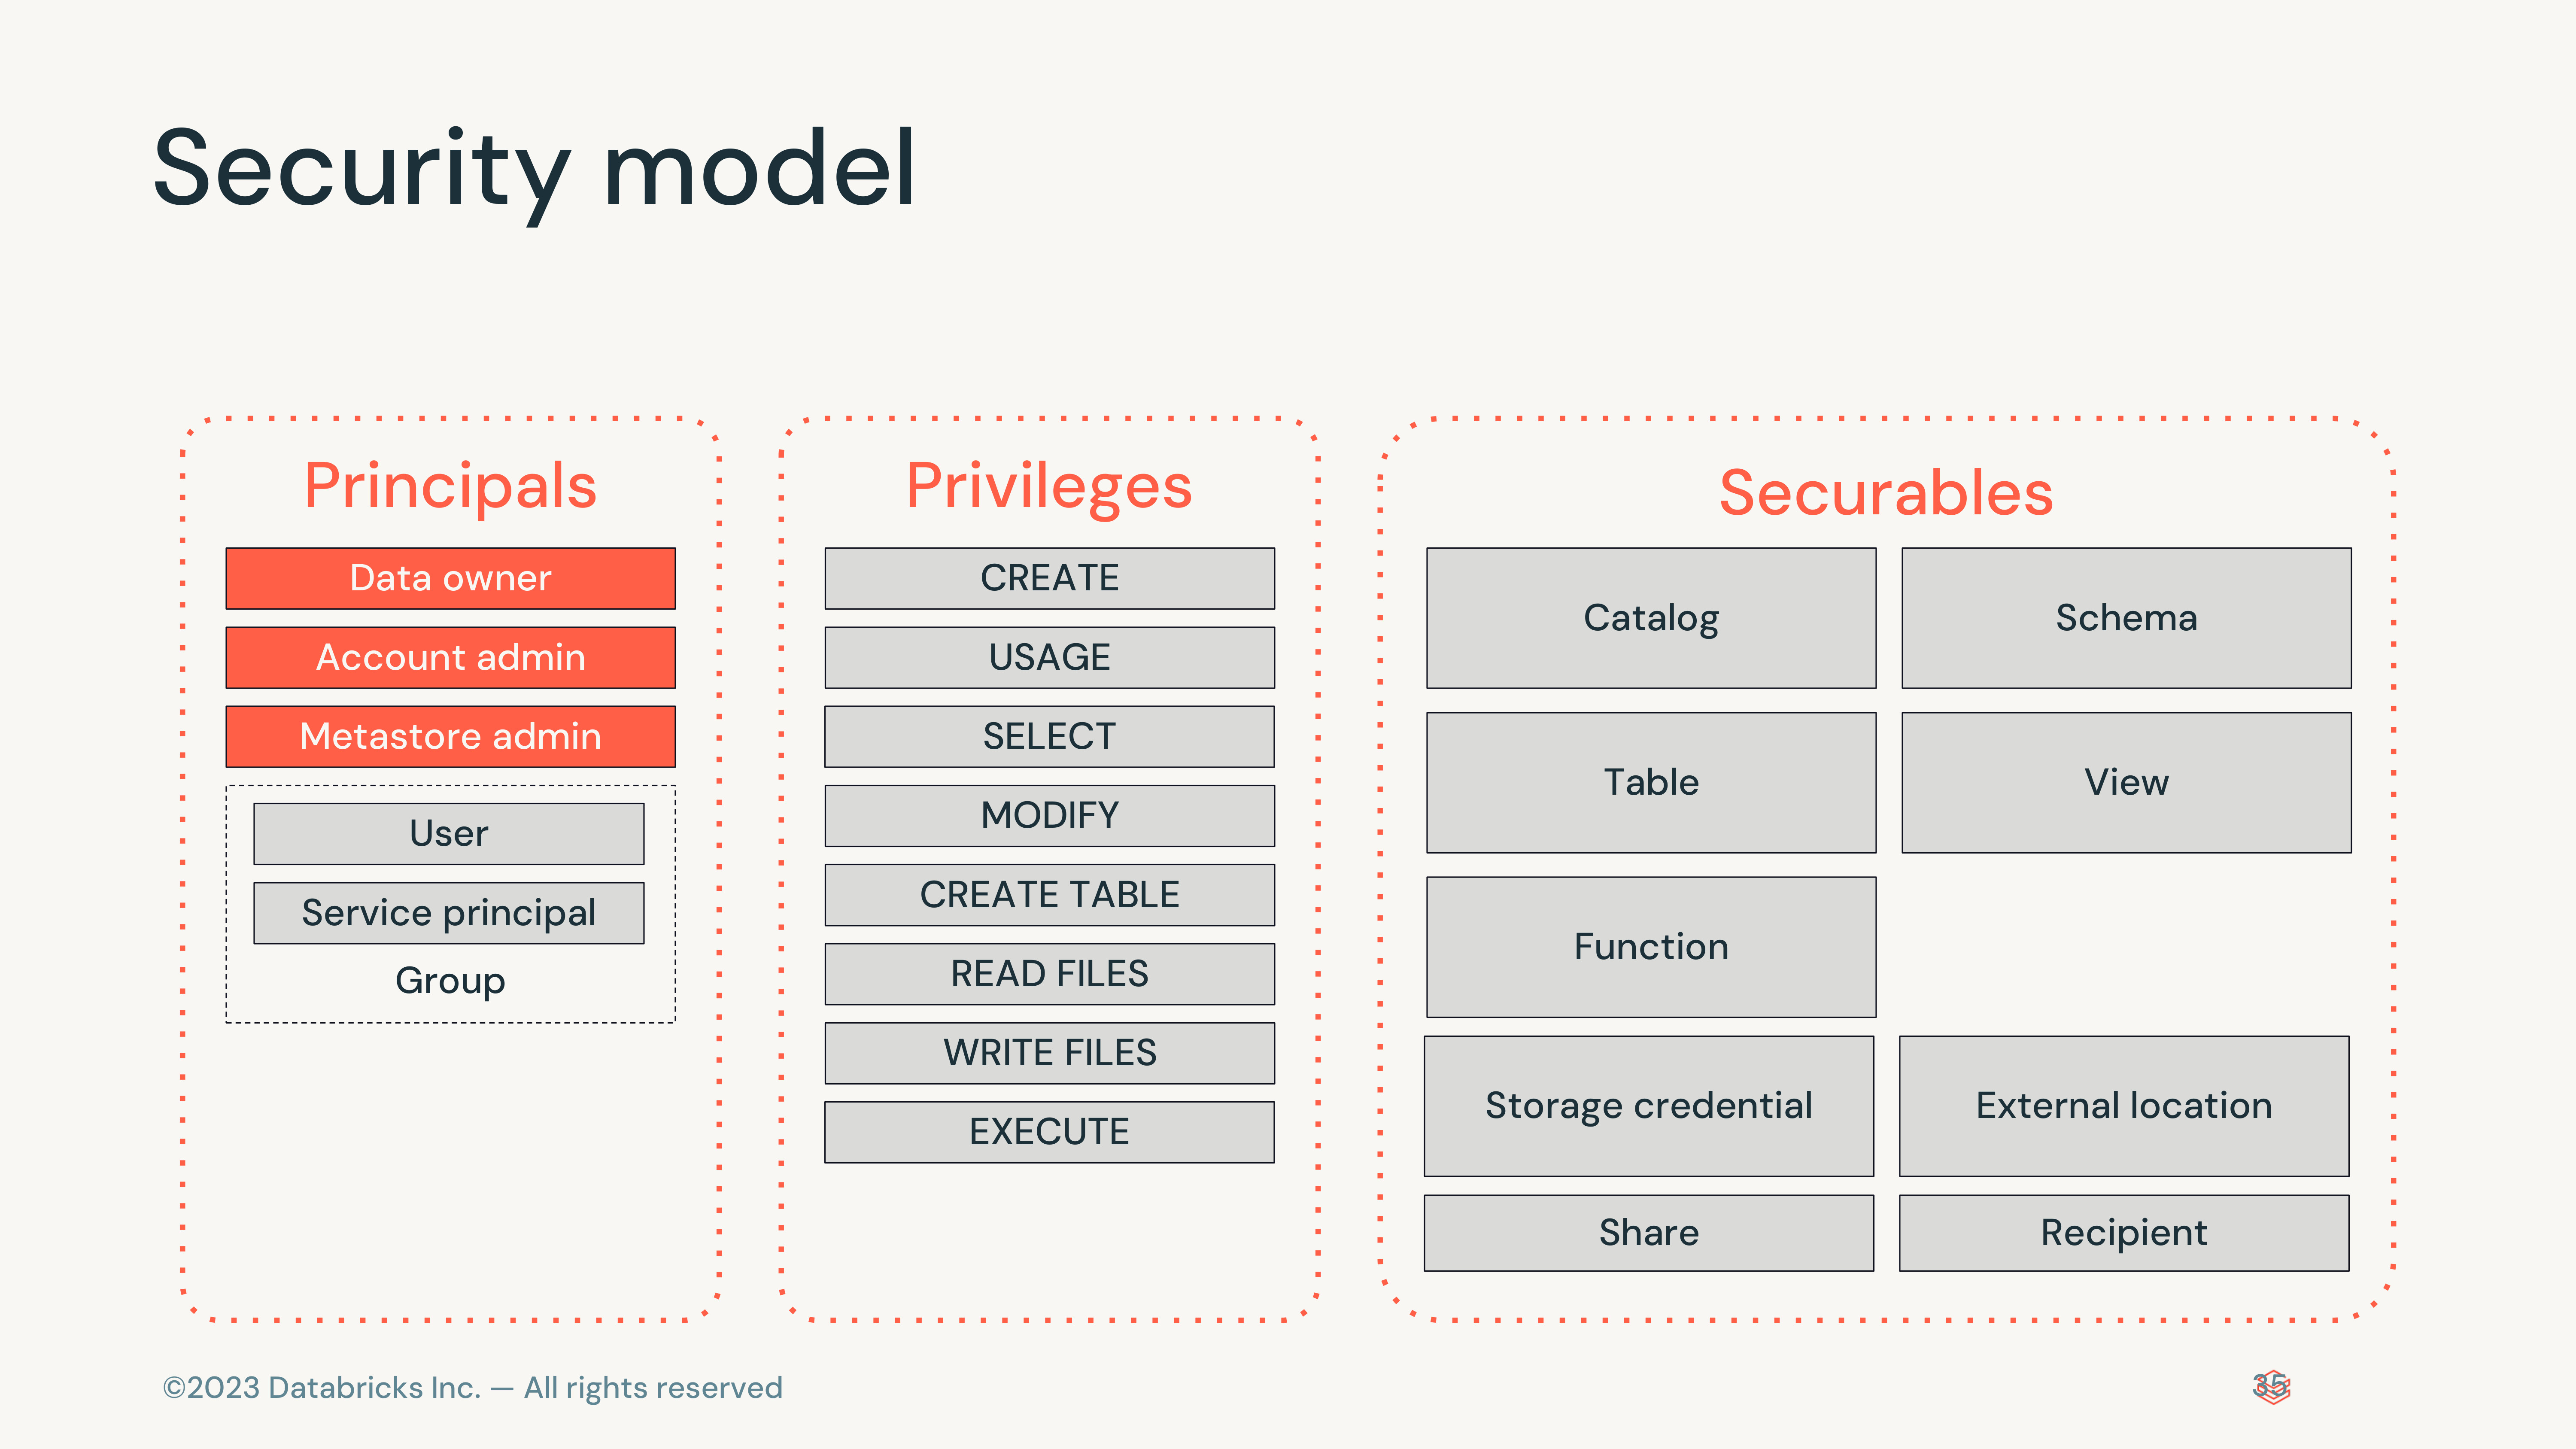 Security model
Principals
Data owner
Account admin
Metastore admin
User
Service principal
Group
Privileges
CREATE
USAGE
SELECT
MODIFY
CREATE TABLE
READ FILES
WRITE FILES
EXECUTE
Securables
Catalog
Schema
Table
View
Function
Storage credential
External location
Share
Recipient
©2023 Databricks Inc. — All rights reserved
35